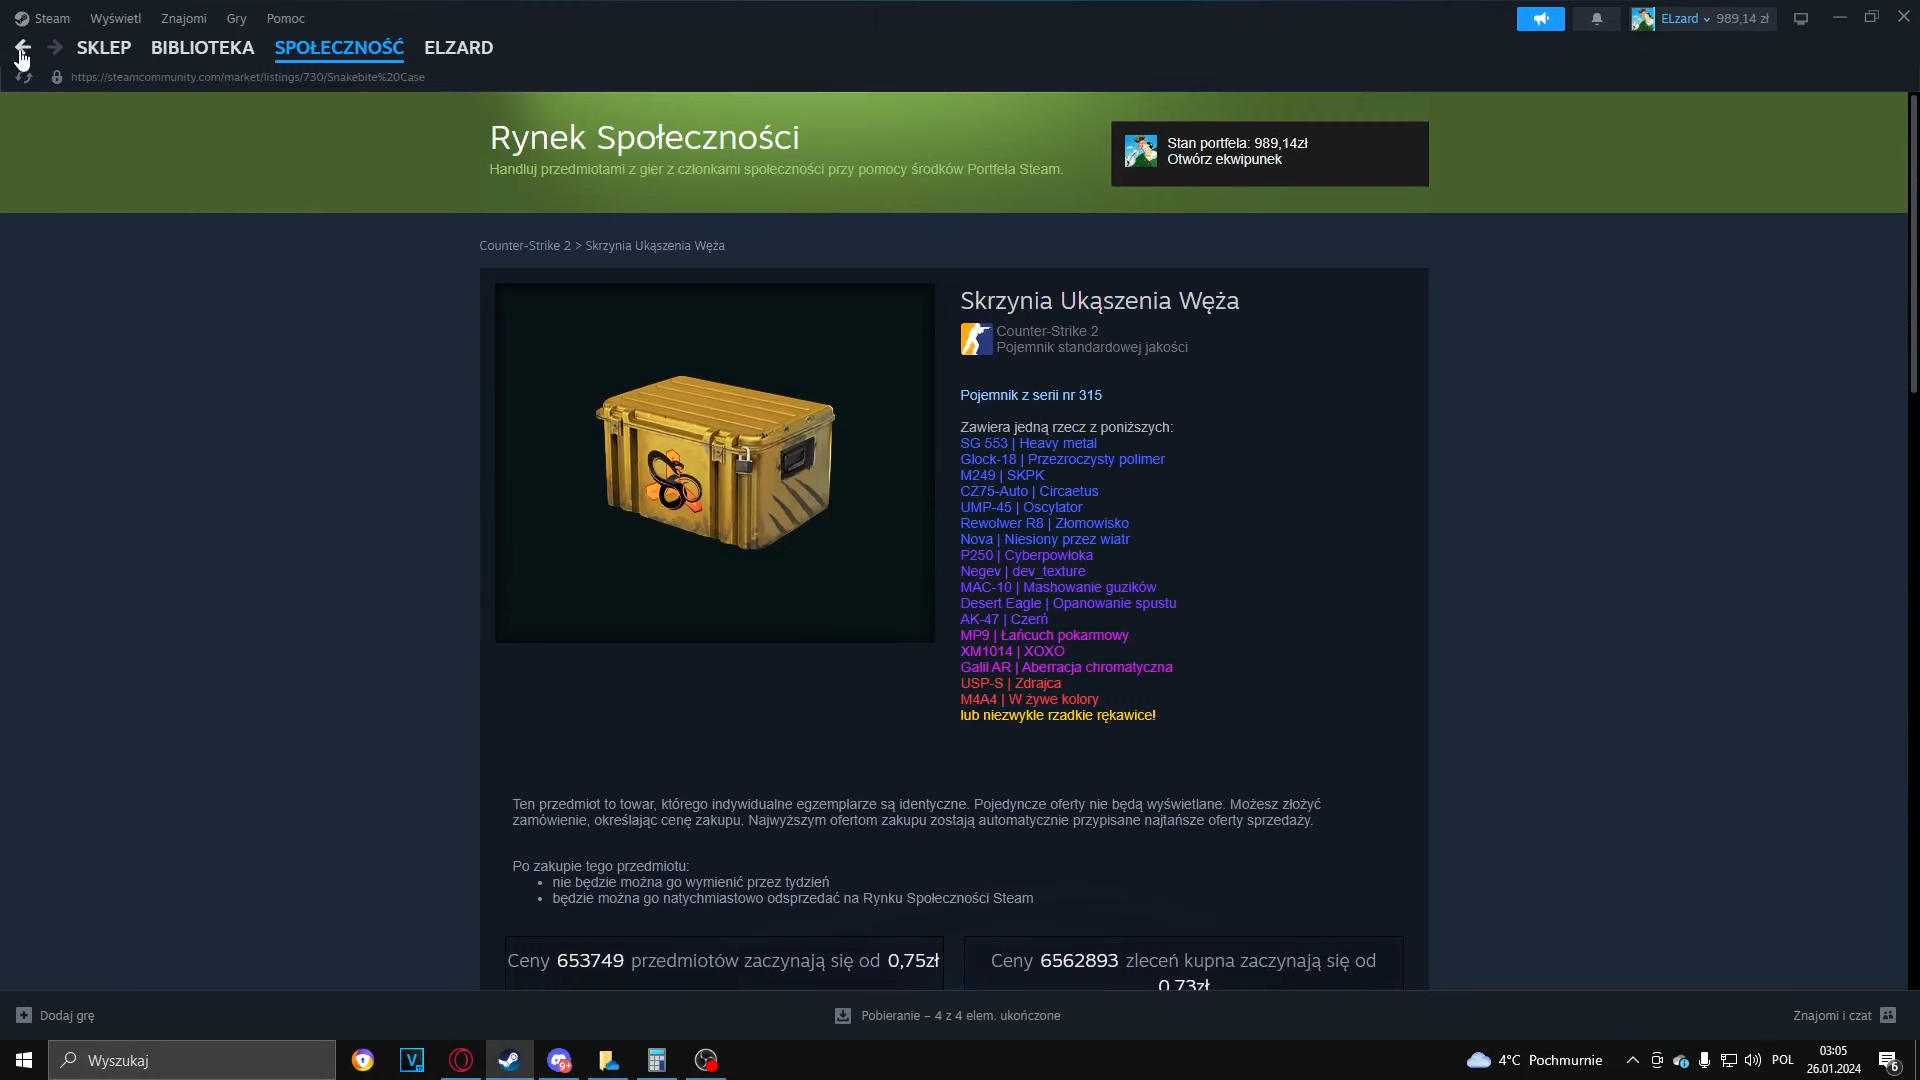 Steam Wyświetl Znajomi Gry Pomoc ELzard 989,14 zł
SKLEP BIBLIOTEKA SPOŁECZNOŚĆ ELZARD
https://steamcommunity.com/market/listings/730/Snakebite%20Case
Rynek Społeczności
Handluj przedmiotami z gier z członkami społeczności przy pomocy środków Portfela Steam.
Stan portfela: 989,14zł
Otwórz ekwipunek
Counter-Strike 2 > Skrzynia Ukąszenia Węża
Skrzynia Ukąszenia Węża
Counter-Strike 2
Pojemnik standardowej jakości
Pojemnik z serii nr 315
Zawiera jedną rzecz z poniższych:
SG 553 | Heavy metal
Glock-18 | Przezroczysty polimer
M249 | SKPK
CZ75-Auto | Circaetus
UMP-45 | Oscylator
Rewolwer R8 | Złomowisko
Nova | Niesiony przez wiatr
P250 | Cyberpowłoka
Negev | dev_texture
MAC-10 | Mashowanie guzików
Desert Eagle | Opanowanie spustu
AK-47 | Czerń
MP9 | Łańcuch pokarmowy
XM1014 | XOXO
Galil AR | Aberracja chromatyczna
USP-S | Zdrajca
M4A4 | W żywe kolory
lub niezwykle rzadkie rękawice!
Ten przedmiot to towar, którego indywidualne egzemplarze są identyczne. Pojedyncze oferty nie będą wyświetlane. Możesz złożyć
zamówienie, określając cenę zakupu. Najwyższym ofertom zakupu zostają automatycznie przypisane najtańsze oferty sprzedaży.
Po zakupie tego przedmiotu:
• nie będzie można go wymienić przez tydzień
• będzie można go natychmiastowo odsprzedać na Rynku Społeczności Steam
Ceny 653749 przedmiotów zaczynają się od 0,75zł
Ceny 6562893 zleceń kupna zaczynają się od
0,73zł
Dodaj grę
Pobieranie – 4 z 4 elem. ukończone
Znajomi i czat
Wyszukaj
V
9+
4°C Pochmurnie
POL
03:05
26.01.2024
6